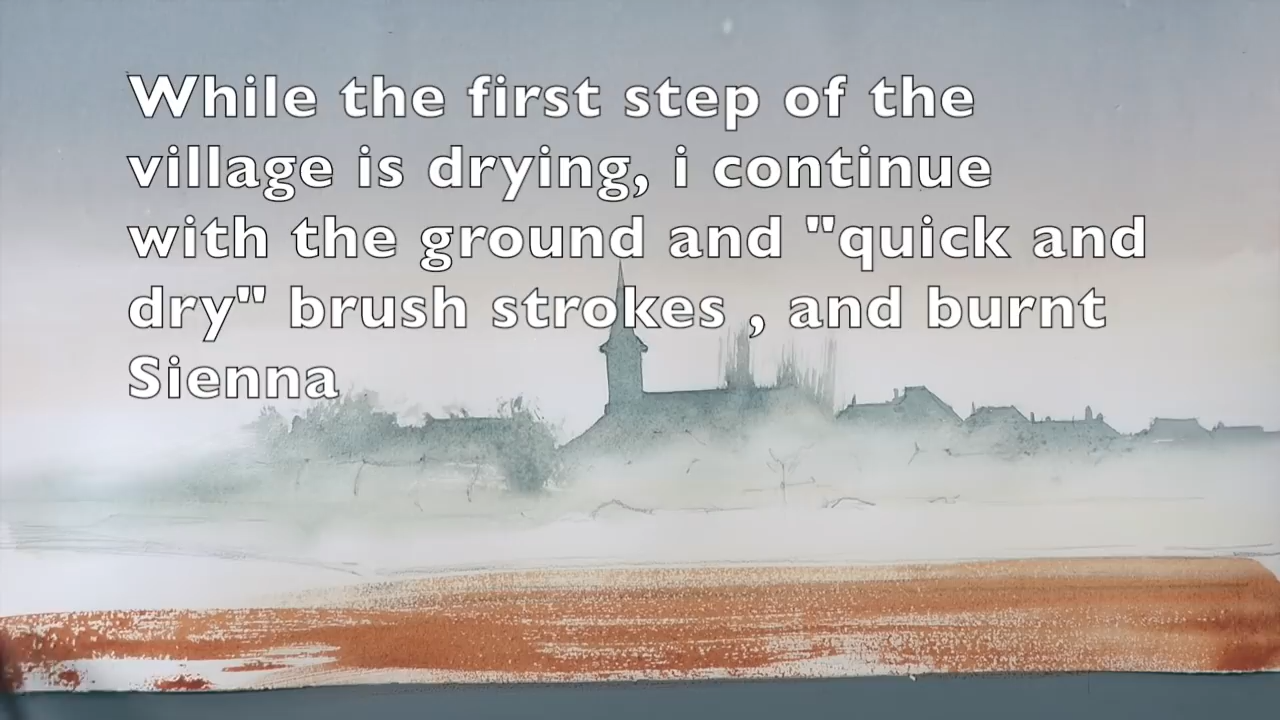 While the first step of the
village is drying, i continue
with the ground and "quick and
dry" brush strokes , and burnt
Sienna